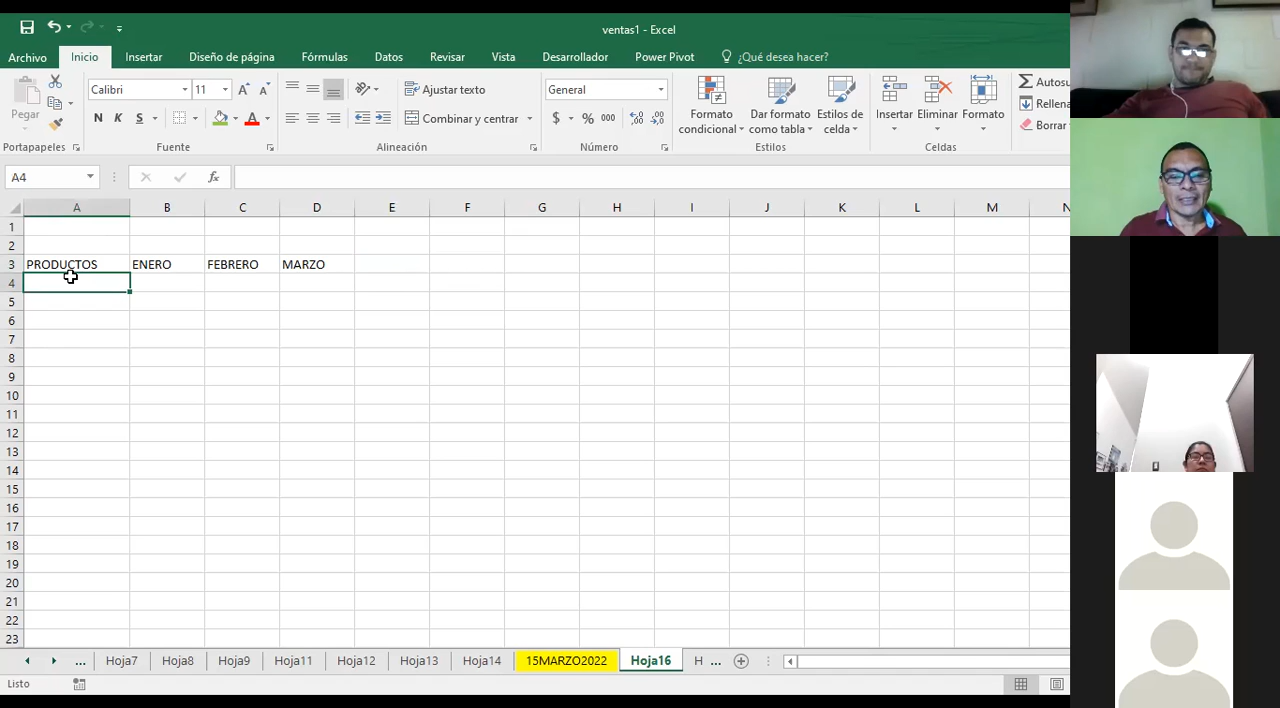 ventas1 - Excel
Archivo Inicio Insertar Diseño de página Fórmulas Datos Revisar Vista Desarrollador Power Pivot ¿Qué desea hacer?
Pegar
Calibri 11
N K S
Ajustar texto
Combinar y centrar
General
$ % 000
Formato condicional
Dar formato como tabla
Estilos de celda
Insertar Eliminar Formato
Autosu
Rellena
Borrar
Portapapeles Fuente Alineación Número Estilos Celdas
A4 fx
A B C D E F G H I J K L M N
1
2
3 PRODUCTOS ENERO FEBRERO MARZO
4
5
6
7
8
9
10
11
12
13
14
15
16
17
18
19
20
21
22
23
... Hoja7 Hoja8 Hoja9 Hoja11 Hoja12 Hoja13 Hoja14 15MARZO2022 Hoja16 H ...
Listo